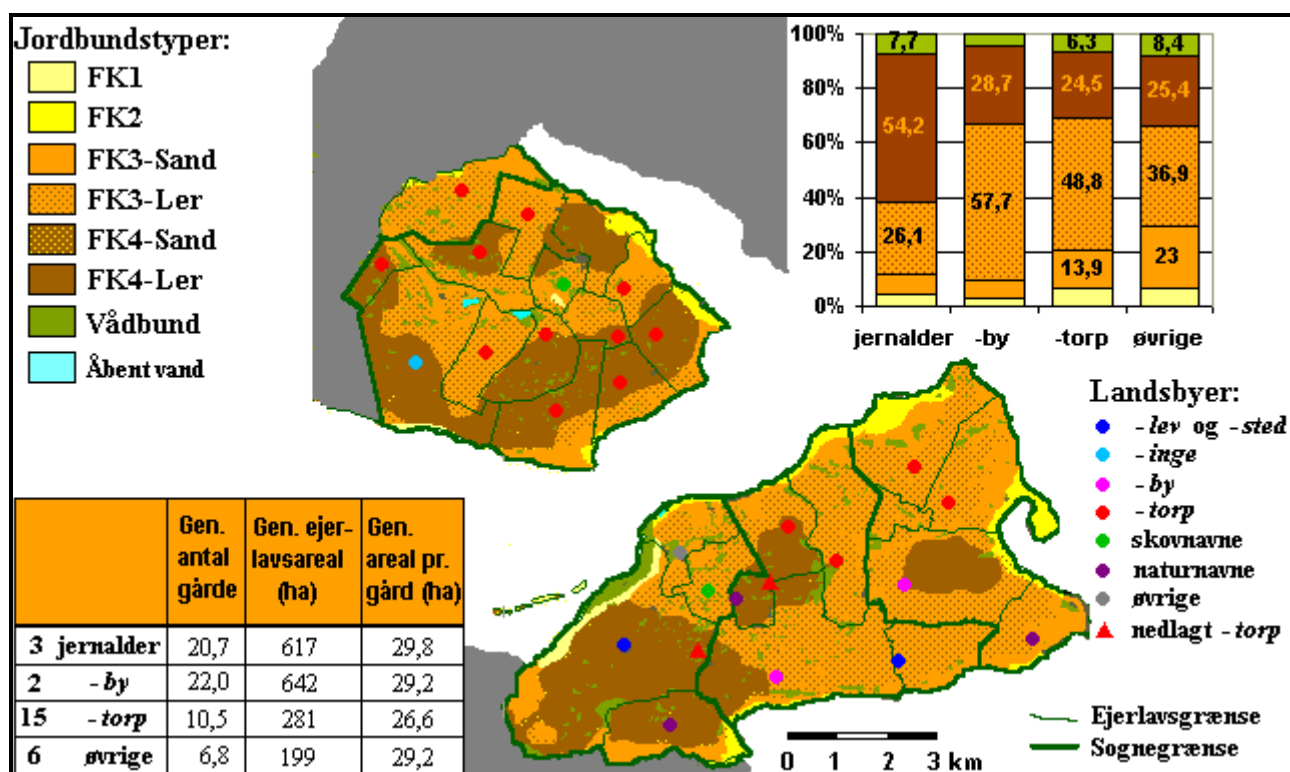 Jordbundstyper:
FK1
FK2
FK3-Sand
FK3-Ler
FK4-Sand
FK4-Ler
Vådbund
Åbent vand
100%
80%
60%
40%
20%
0%
7,7
54,2
26,1
28,7
57,7
6,3
24,5
48,8
13,9
8,4
25,4
36,9
23
jernalder -by -torp øvrige
Landsbyer:
-lev og -sted
-inge
-by
-torp
skovnavne
naturnavne
øvrige
nedlagt -torp
Ejerlavsgrænse
Sognegrænse
0 1 2 3 km
Gen. antal gårde
Gen. ejer-lavsareal (ha)
Gen. areal pr. gård (ha)
3 jernalder 20,7 617 29,8
2 -by 22,0 642 29,2
15 -torp 10,5 281 26,6
6 øvrige 6,8 199 29,2